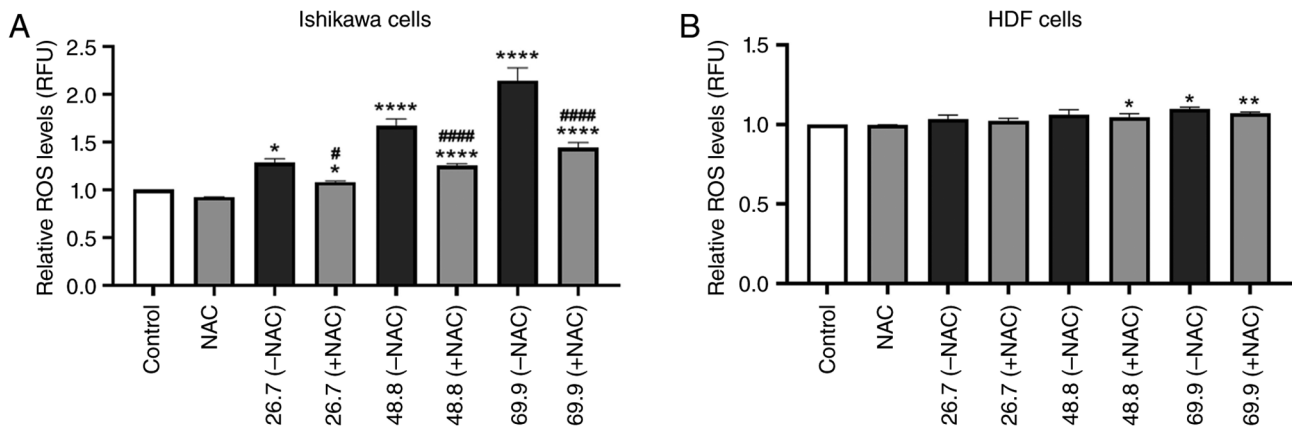 A
Ishikawa cells
Relative ROS levels (RFU)
2.5
2.0
1.5
1.0
0.5
0.0
*
#
*
****
####
****
****
####
****
Control
NAC
26.7 (–NAC)
26.7 (+NAC)
48.8 (–NAC)
48.8 (+NAC)
69.9 (–NAC)
69.9 (+NAC)
B
HDF cells
Relative ROS levels (RFU)
1.5
1.0
0.5
0.0
*
*
**
Control
NAC
26.7 (–NAC)
26.7 (+NAC)
48.8 (–NAC)
48.8 (+NAC)
69.9 (–NAC)
69.9 (+NAC)